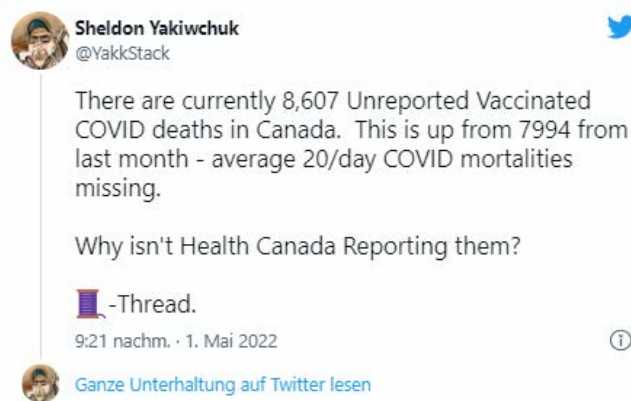 Sheldon Yakiwchuk
@YakkStack
There are currently 8,607 Unreported Vaccinated
COVID deaths in Canada.  This is up from 7994 from
last month - average 20/day COVID mortalities
missing.
Why isn't Health Canada Reporting them?
🧵-Thread.
9:21 nachm. · 1. Mai 2022
Ganze Unterhaltung auf Twitter lesen